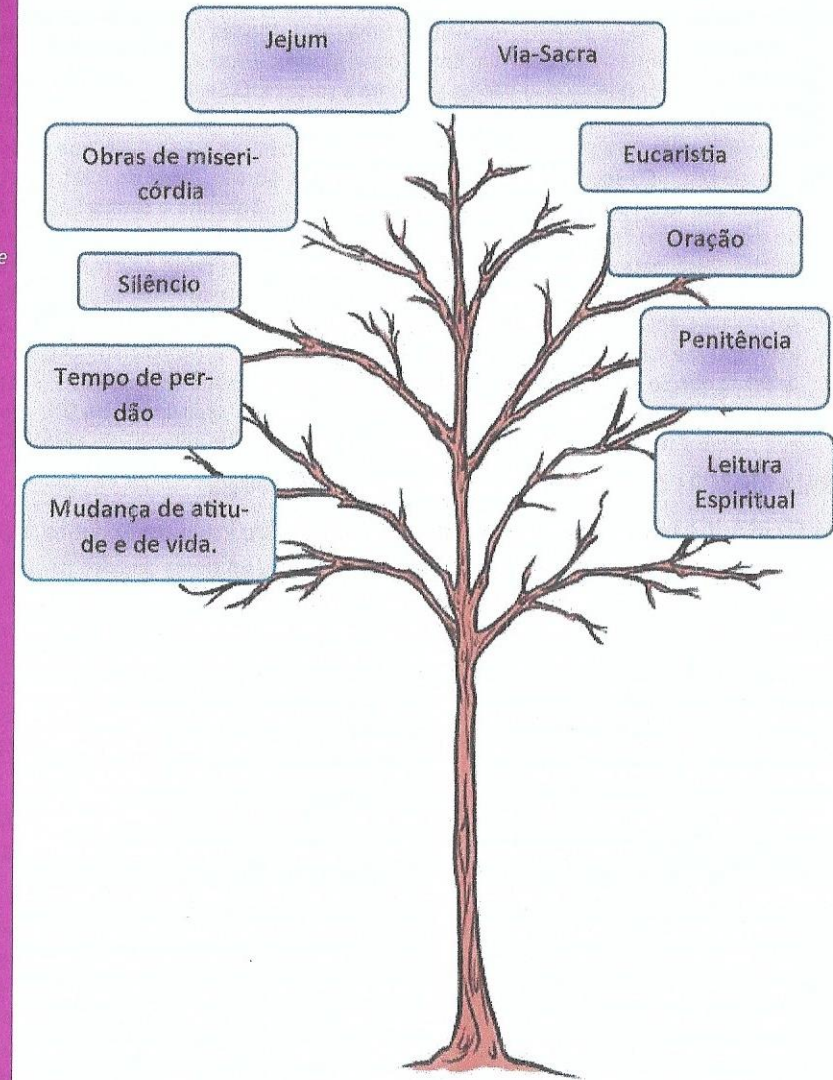 Jejum
Via-Sacra
Obras de miseri-
córdia
Eucaristia
Oração
Silêncio
Penitência
Tempo de per-
dão
Leitura
Espiritual
Mudança de atitu-
de e de vida.
e